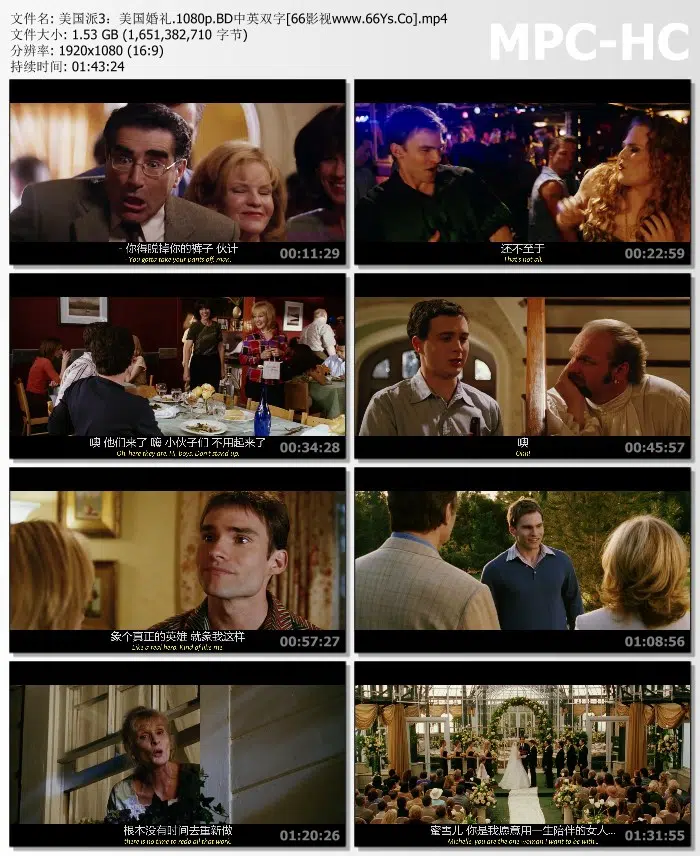 文件名: 美国派3：美国婚礼.1080p.BD中英双字[66影视www.66Ys.Co].mp4
MPC-HC
文件大小: 1.53 GB (1,651,382,710 字节)
分辨率: 1920x1080 (16:9)
持续时间: 01:43:24
- 你得脱掉你的裤子 伙计
You gotta take your pants off, man.
00:11:29
还不至于
That's not all.
00:22:59
噢 他们来了 嗨 小伙子们 不用起来了
Oh, here they are. Hi, boys. Don't stand up.
00:34:28
噢
Ooh!
00:45:57
象个真正的英雄 就象我这样
Like a real hero. Kind of like me.
00:57:27
01:08:56
根本没有时间去重新做
there is no time to redo all that work.
01:20:26
蜜雪儿 你是我愿意用一生陪伴的女人...
Michelle, you are the one woman I want to be with...
01:31:55